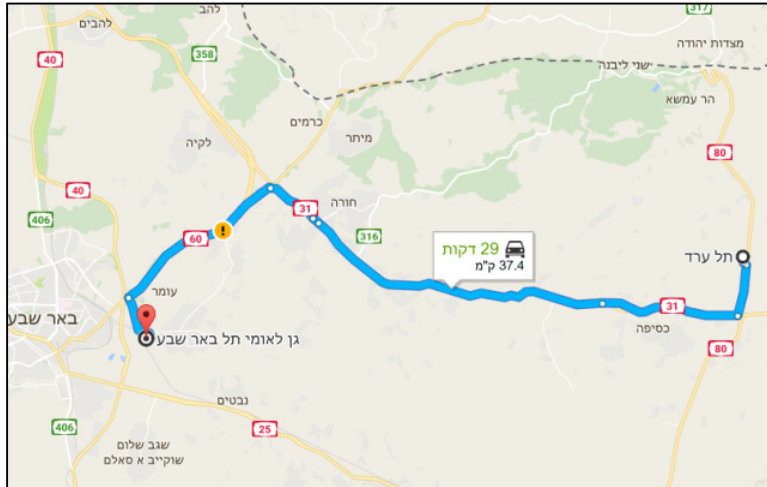 להב
317
להבים
40
מצדות יהודה
358
שני ליבנה
כרמים
הר עמשא
מיתר
לקיה
80
40
31
חורה
406
60
316
29 דקות
37.4 ק"מ
תל ערד
עומר
31
באר שבע
כסיפה
גן לאומי תל באר שבע
80
נבטים
406
25
שגב שלום
שוקייב א סאלם